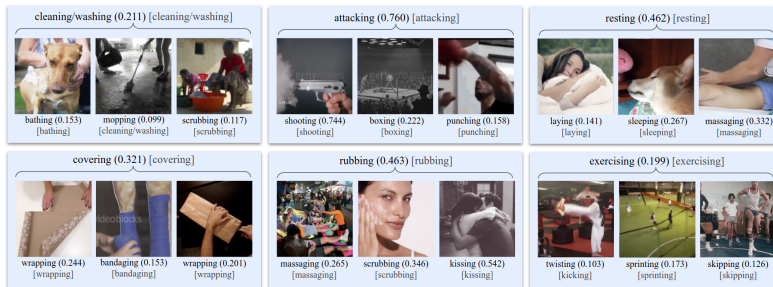 cleaning/washing (0.211) [cleaning/washing]
bathing (0.153) mopping (0.099) scrubbing (0.117)
[bathing] [cleaning/washing] [scrubbing]
attacking (0.760) [attacking]
shooting (0.744) boxing (0.222) punching (0.158)
[shooting] [boxing] [punching]
resting (0.462) [resting]
laying (0.141) sleeping (0.267) massaging (0.332)
[laying] [sleeping] [massaging]
covering (0.321) [covering]
videoblocks
wrapping (0.244) bandaging (0.153) wrapping (0.201)
[wrapping] [bandaging] [wrapping]
rubbing (0.463) [rubbing]
massaging (0.265) scrubbing (0.346) kissing (0.542)
[massaging] [scrubbing] [kissing]
exercising (0.199) [exercising]
twisting (0.103) sprinting (0.173) skipping (0.126)
[kicking] [sprinting] [skipping]